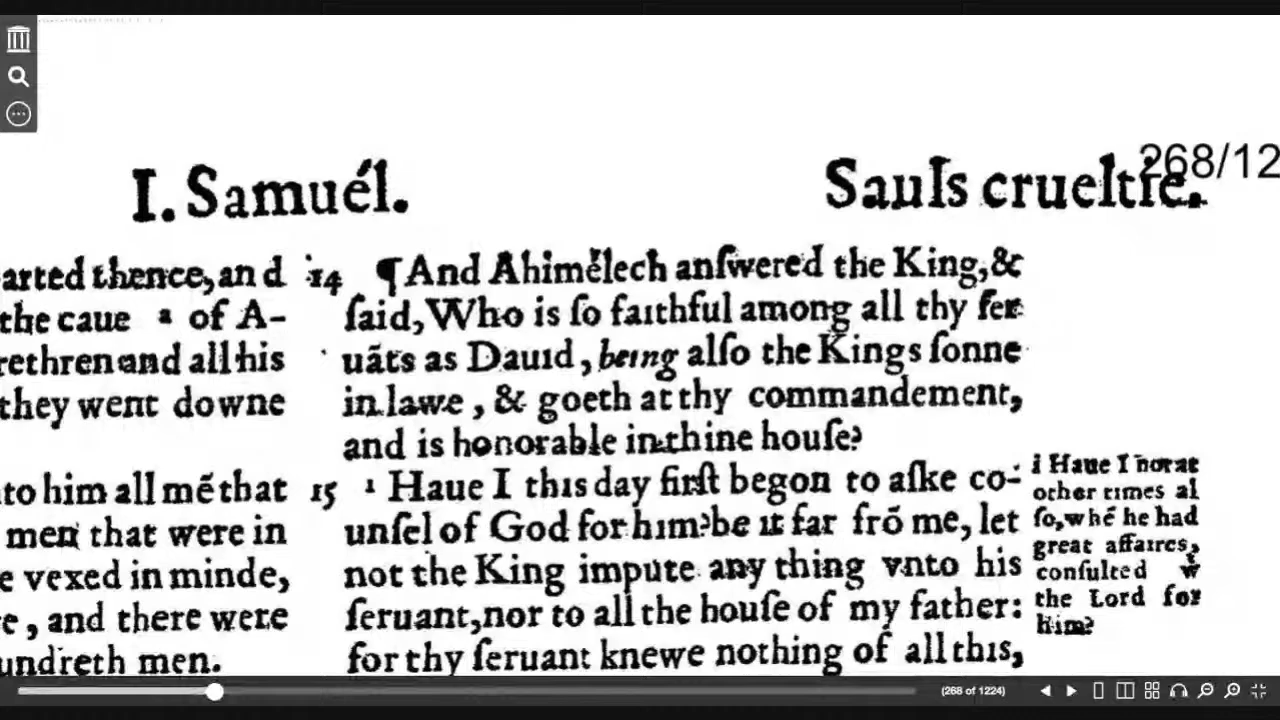 I. Samuél.
Sauls crueltie.
268/12
arted thence, and
the caue ª of A-
rethren and all his
they went downe
to him all mē that
men that were in
e vexed in minde,
e, and there were
undreth men.
14 ¶ And Ahimélech anſwered the King, &
ſaid, Who is ſo faithful among all thy ſer
uāts as Dauid, being alſo the Kings ſonne
in lawe, & goeth at thy commandement,
and is honorable in thine houſe?
15 ⁱ Haue I this day firſt begon to aſke co-
unſel of God for him? be it far frō me, let
not the King impute any thing vnto his
ſeruant, nor to all the houſe of my father:
for thy ſeruant knewe nothing of all this,
i Haue I not at
other times al
ſo, whē he had
great affaires,
conſulted w
the Lord for
him?
(268 of 1224)